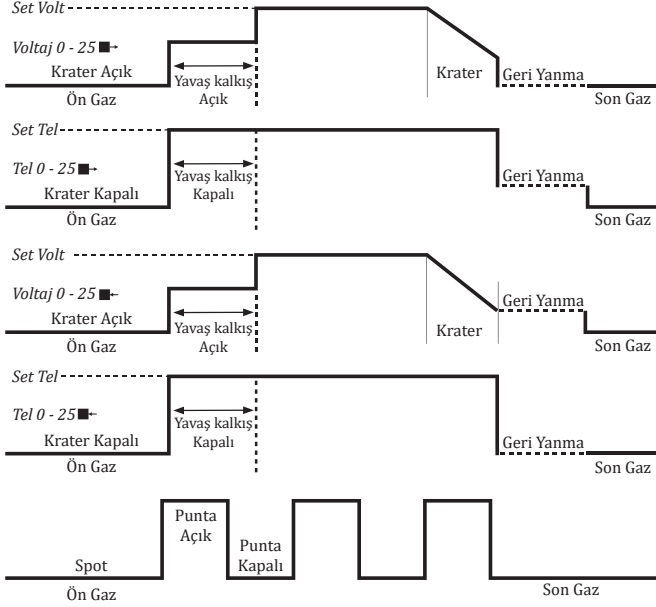 Set Volt
Voltaj 0 - 25 ■→
Krater Açık
Ön Gaz
Yavaş kalkış
Açık
Krater
Geri Yanma
Son Gaz
Set Tel
Tel 0 - 25 ■→
Krater Kapalı
Ön Gaz
Yavaş kalkış
Kapalı
Geri Yanma
Son Gaz
Set Volt
Voltaj 0 - 25 ■←
Krater Açık
Ön Gaz
Yavaş kalkış
Açık
Krater
Geri Yanma
Son Gaz
Set Tel
Tel 0 - 25 ■←
Krater Kapalı
Ön Gaz
Yavaş kalkış
Kapalı
Geri Yanma
Son Gaz
Punta
Açık
Punta
Kapalı
Spot
Ön Gaz
Son Gaz